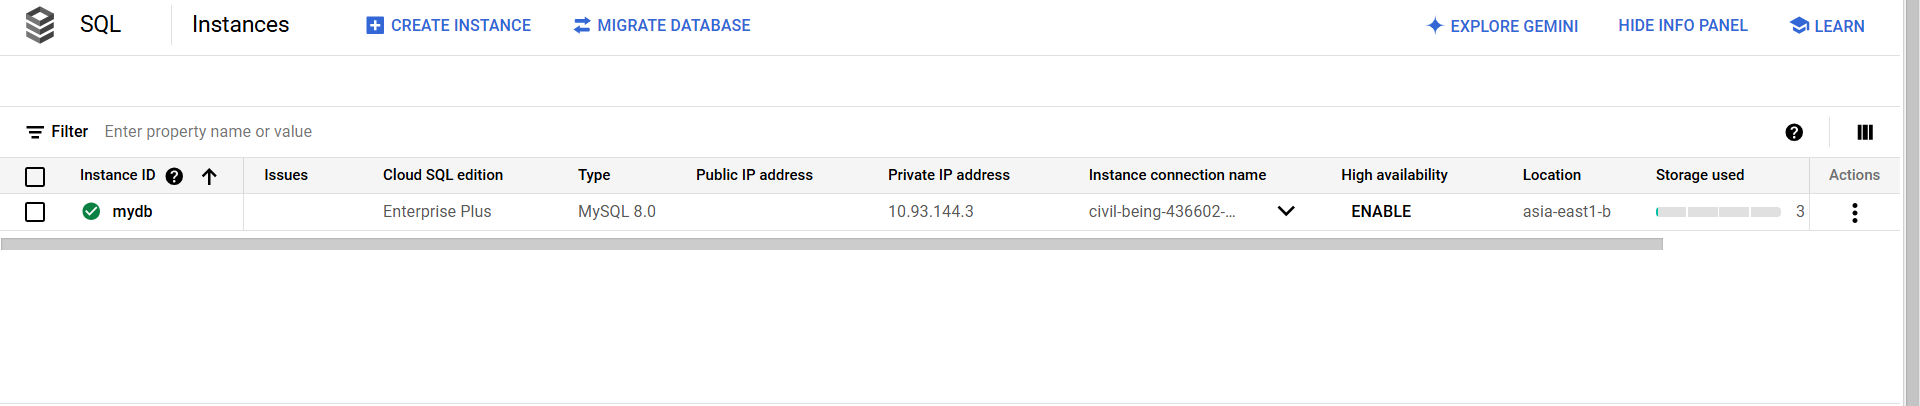 SQL Instances CREATE INSTANCE MIGRATE DATABASE EXPLORE GEMINI HIDE INFO PANEL LEARN
Filter Enter property name or value
Instance ID Issues Cloud SQL edition Type Public IP address Private IP address Instance connection name High availability Location Storage used Actions
mydb Enterprise Plus MySQL 8.0 10.93.144.3 civil-being-436602-... ENABLE asia-east1-b 3